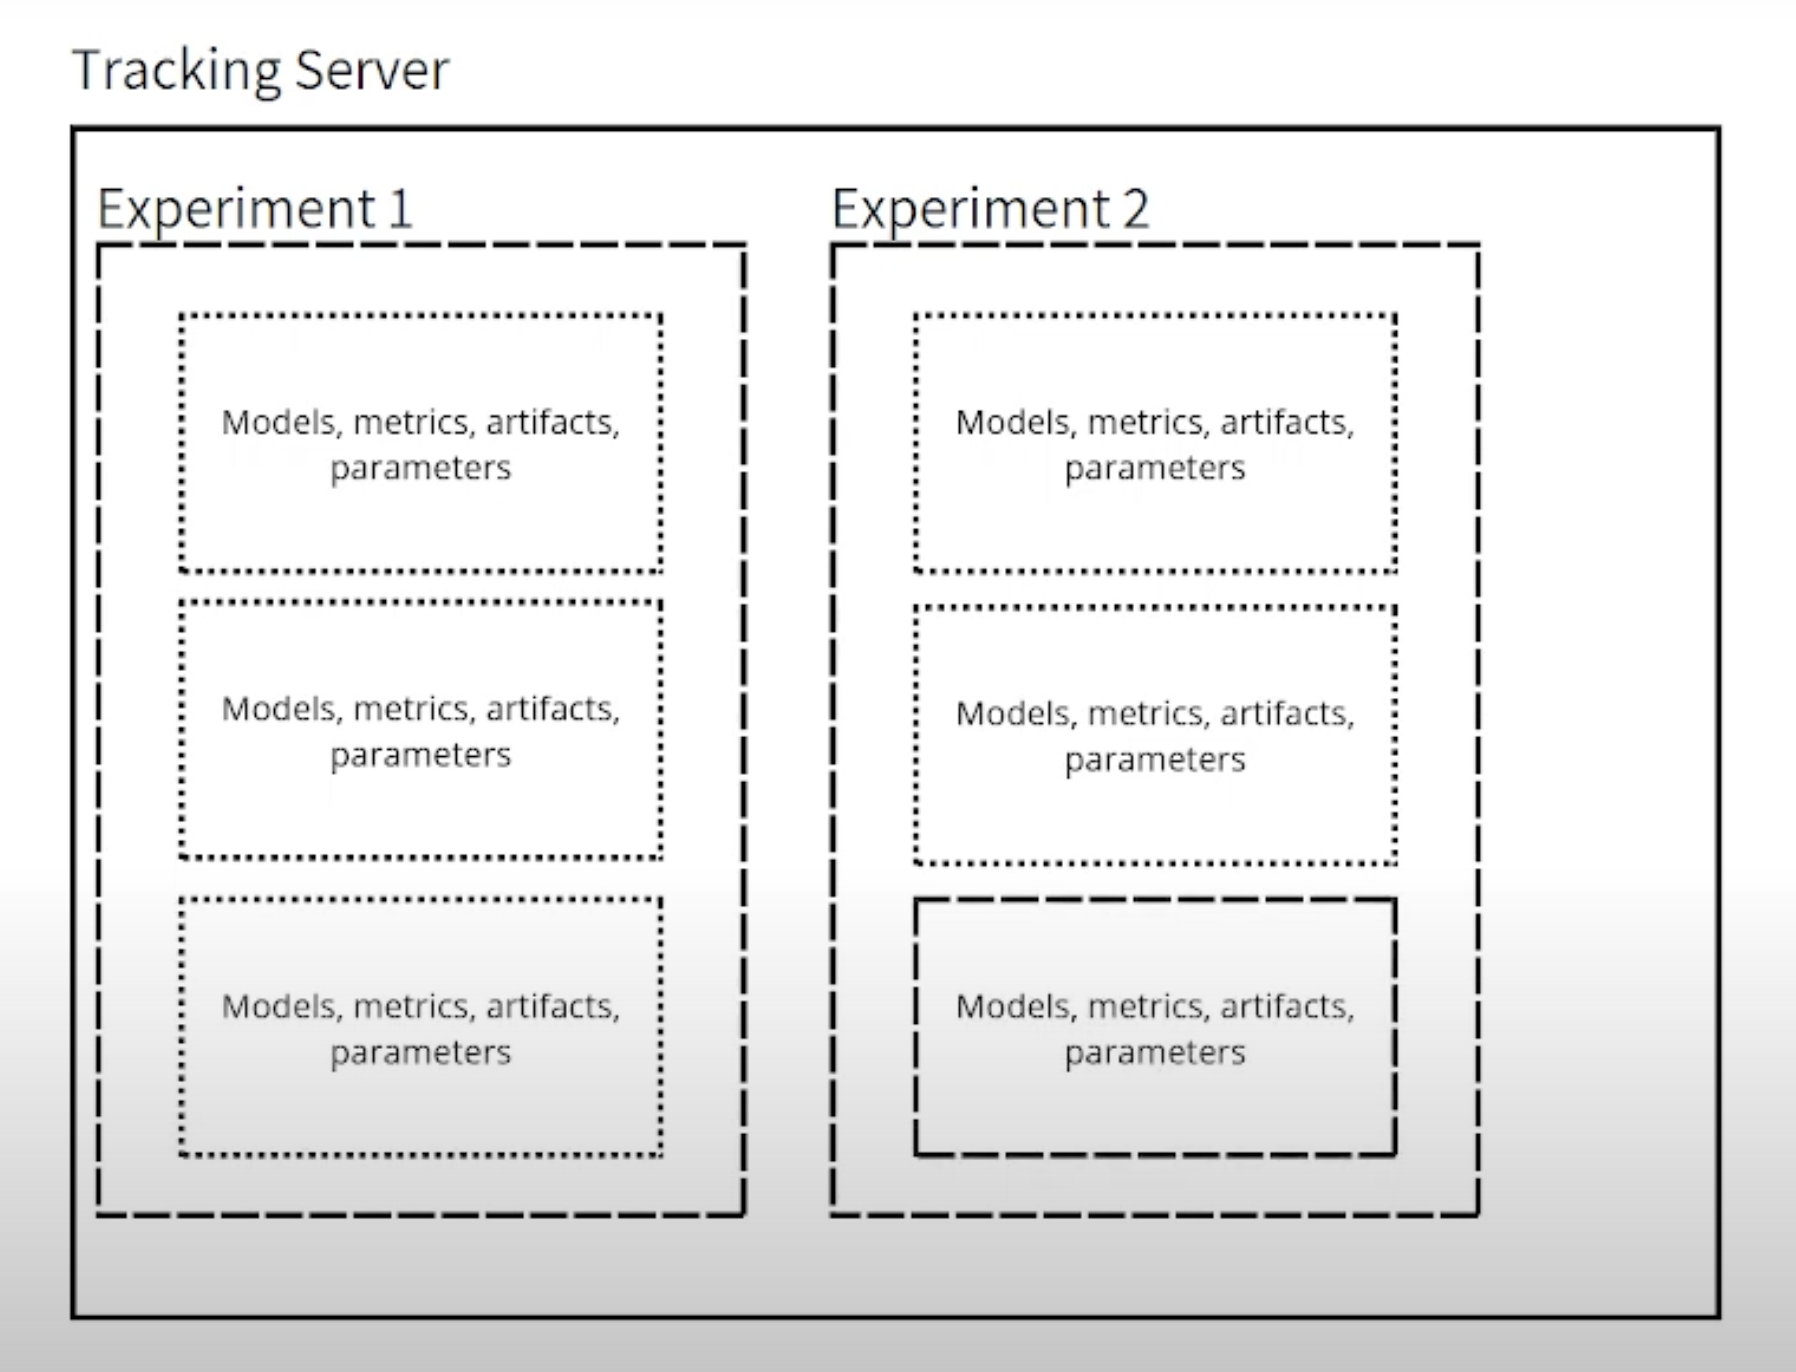 Tracking Server
Experiment 1
Models, metrics, artifacts,
parameters
Models, metrics, artifacts,
parameters
Models, metrics, artifacts,
parameters
Experiment 2
Models, metrics, artifacts,
parameters
Models, metrics, artifacts,
parameters
Models, metrics, artifacts,
parameters